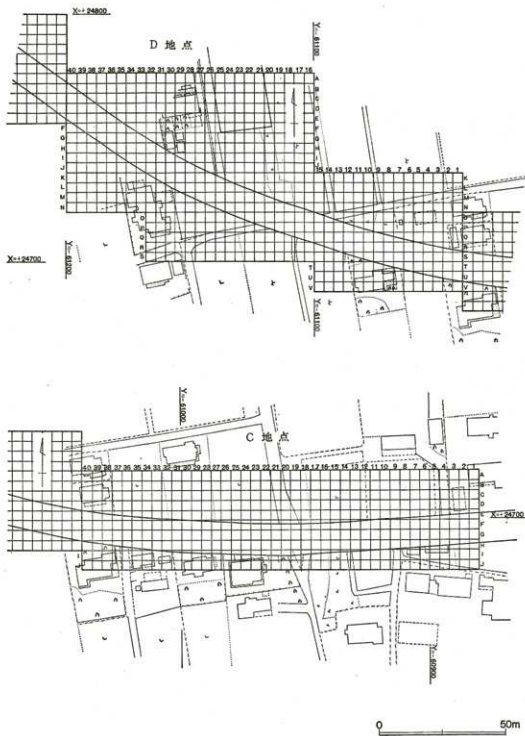 X=+24800
D 地点
Y=-61100
40 39 38 37 36 35 34 33 32 31 30 29 28 27 26 25 24 23 22 21 20 19 18 17 16
A
B
C
D
E
F
G
H
I
J
F
G
H
I
J
K
L
M
N
15 14 13 12 11 10 9 8 7 6 5 4 3 2 1
K
L
M
N
O
P
Q
R
S
T
U
V
O
P
Q
R
S
X=+24700
Y=-61200
T
U
V
Y=-61100
Y=-61000
C 地点
40 39 38 37 36 35 34 33 32 31 30 29 28 27 26 25 24 23 22 21 20 19 18 17 16 15 14 13 12 11 10 9 8 7 6 5 4 3 2 1
A
B
C
D
E
F
G
H
I
J
X=+24700
I
J
Y=-60900
0 50m